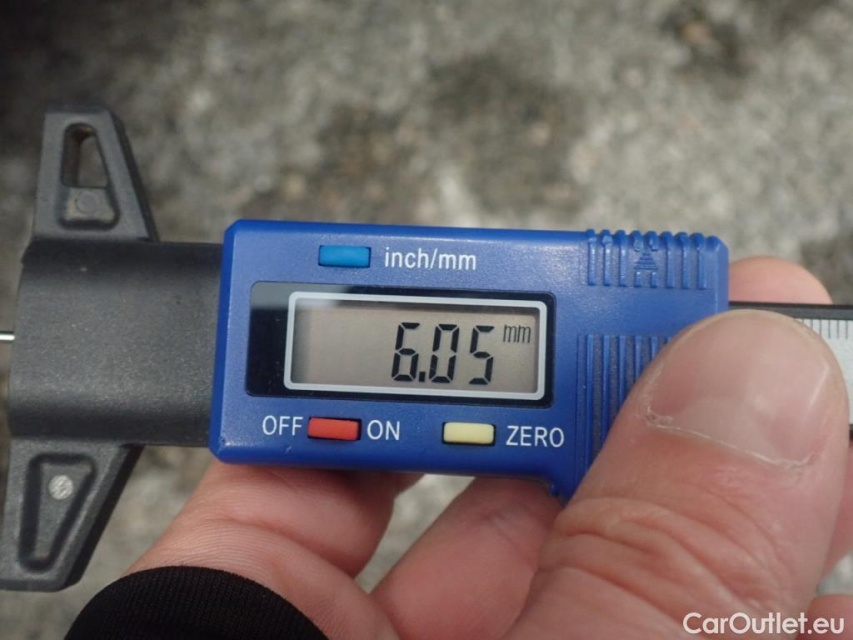 inch/mm
6.05 mm
OFF ON ZERO
CarOutlet.eu